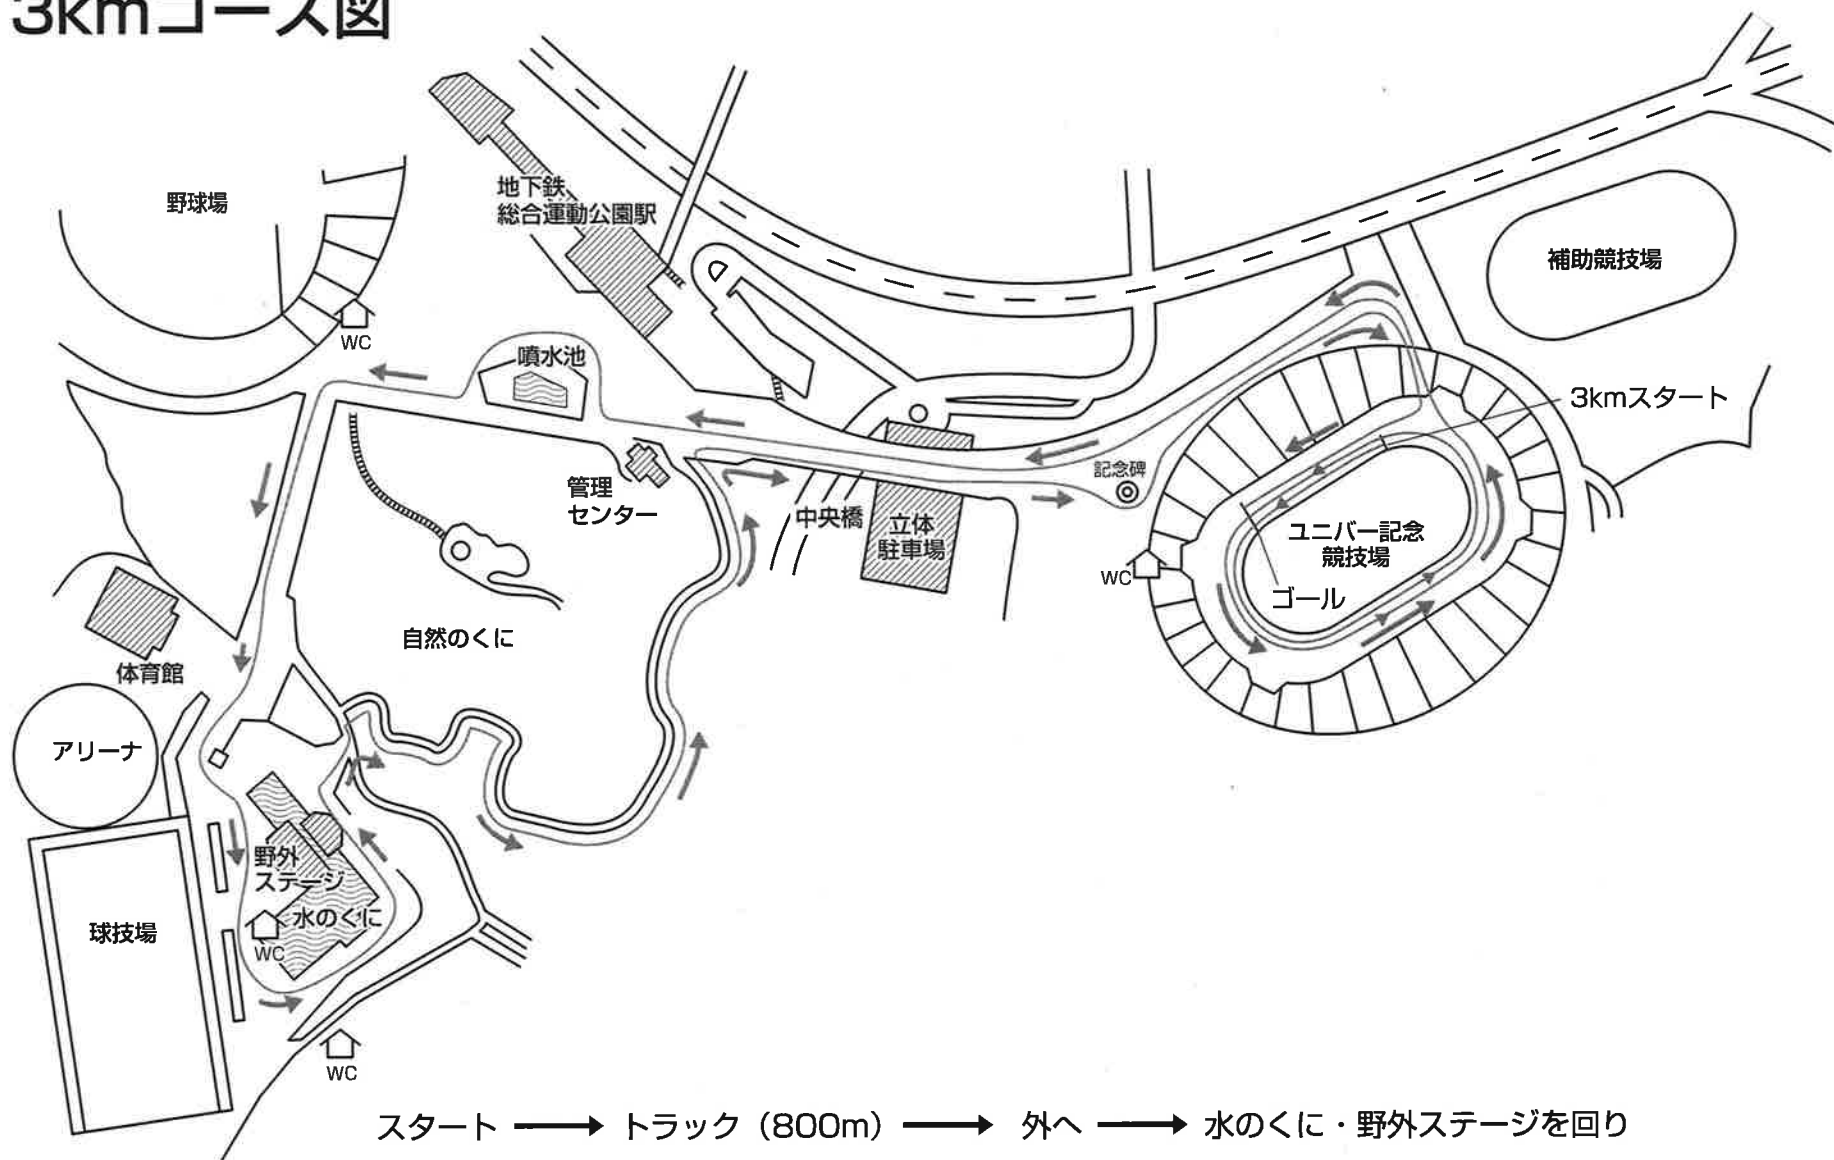 3kmコース図
地下鉄
総合運動公園駅
野球場
補助競技場
WC
噴水池
3kmスタート
記念碑
管理
センター
中央橋
立体
駐車場
ユニバー記念
競技場
WC
ゴール
自然のくに
体育館
アリーナ
野外
ステージ
水のくに
球技場
WC
WC
スタート → トラック（800m） → 外へ → 水のくに・野外ステージを回り